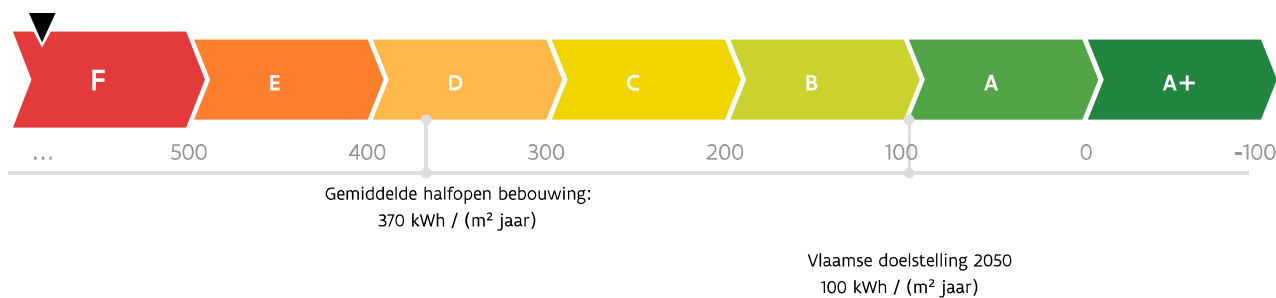 F E D C B A A+
... 500 400 300 200 100 0 -100
Gemiddelde halfopen bebouwing:
370 kWh / (m² jaar)
Vlaamse doelstelling 2050
100 kWh / (m² jaar)